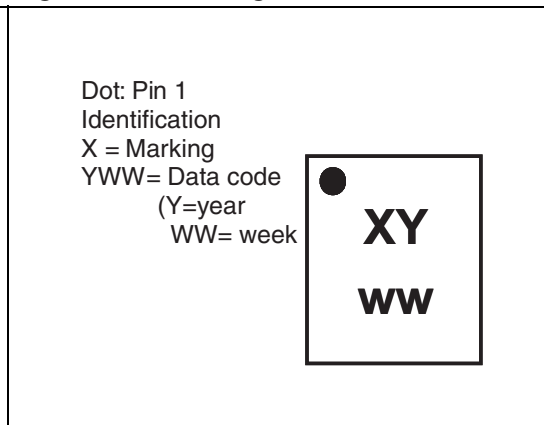 Dot: Pin 1
Identification
X = Marking
YWW= Data code
(Y=year
WW= week
XY
ww